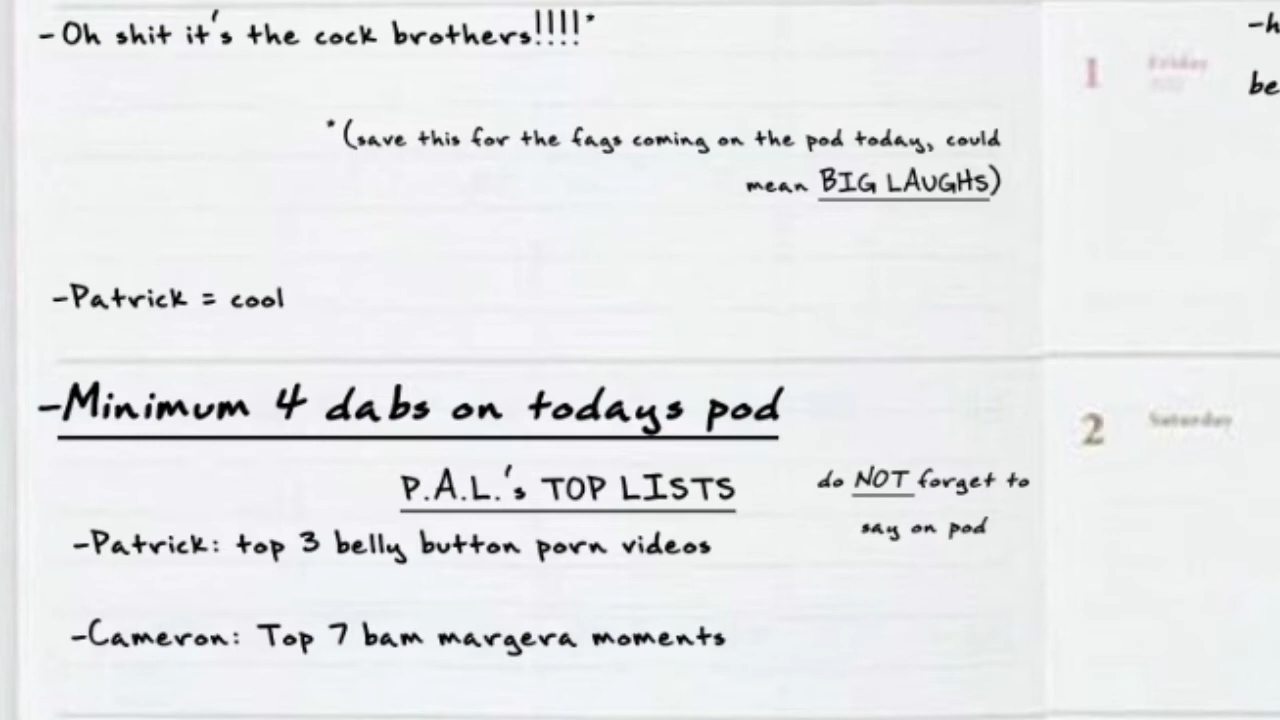 -Oh shit it's the cock brothers!!!!*
*(save this for the fags coming on the pod today, could
mean BIG LAUGHS)
-Patrick = cool
-Minimum 4 dabs on todays pod
P.A.L.'s TOP LISTS
do NOT forget to
say on pod
-Patrick: top 3 belly button porn videos
-Cameron: Top 7 bam margera moments
-h
be
1 Friday
2 Saturday